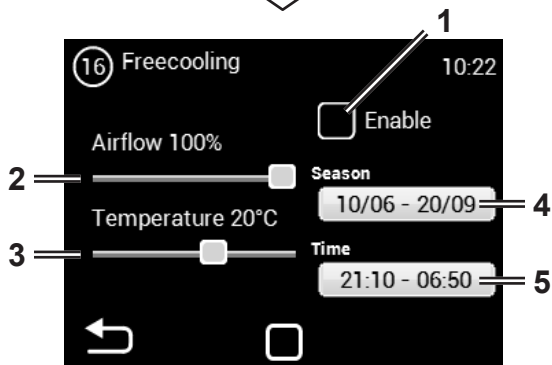 1
16 Freecooling 10:22
Enable
Airflow 100%
2
Season
10/06 - 20/09 4
Temperature 20°C
3
Time
21:10 - 06:50 5